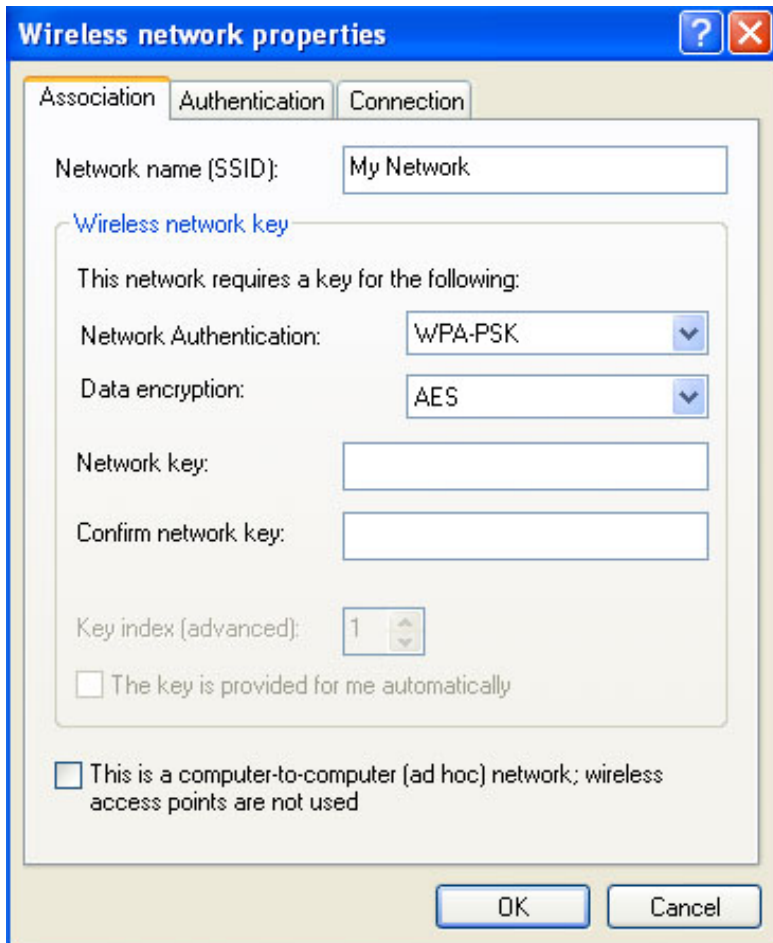 Wireless network properties
Association Authentication Connection
Network name (SSID): My Network
Wireless network key
This network requires a key for the following:
Network Authentication: WPA-PSK
Data encryption: AES
Network key:
Confirm network key:
Key index (advanced): 1
The key is provided for me automatically
This is a computer-to-computer (ad hoc) network; wireless
access points are not used
OK Cancel